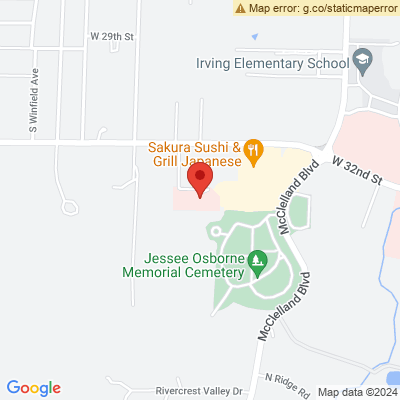 Map error: g.co/staticmaperror
W 29th St
S Winfield Ave
Irving Elementary School
Sakura Sushi &
Grill Japanese
W 32nd St
McClelland Blvd
Jessee Osborne
Memorial Cemetery
McClelland Blvd
N Ridge Rd
Rivercrest Valley Dr
Google
Map data ©2024